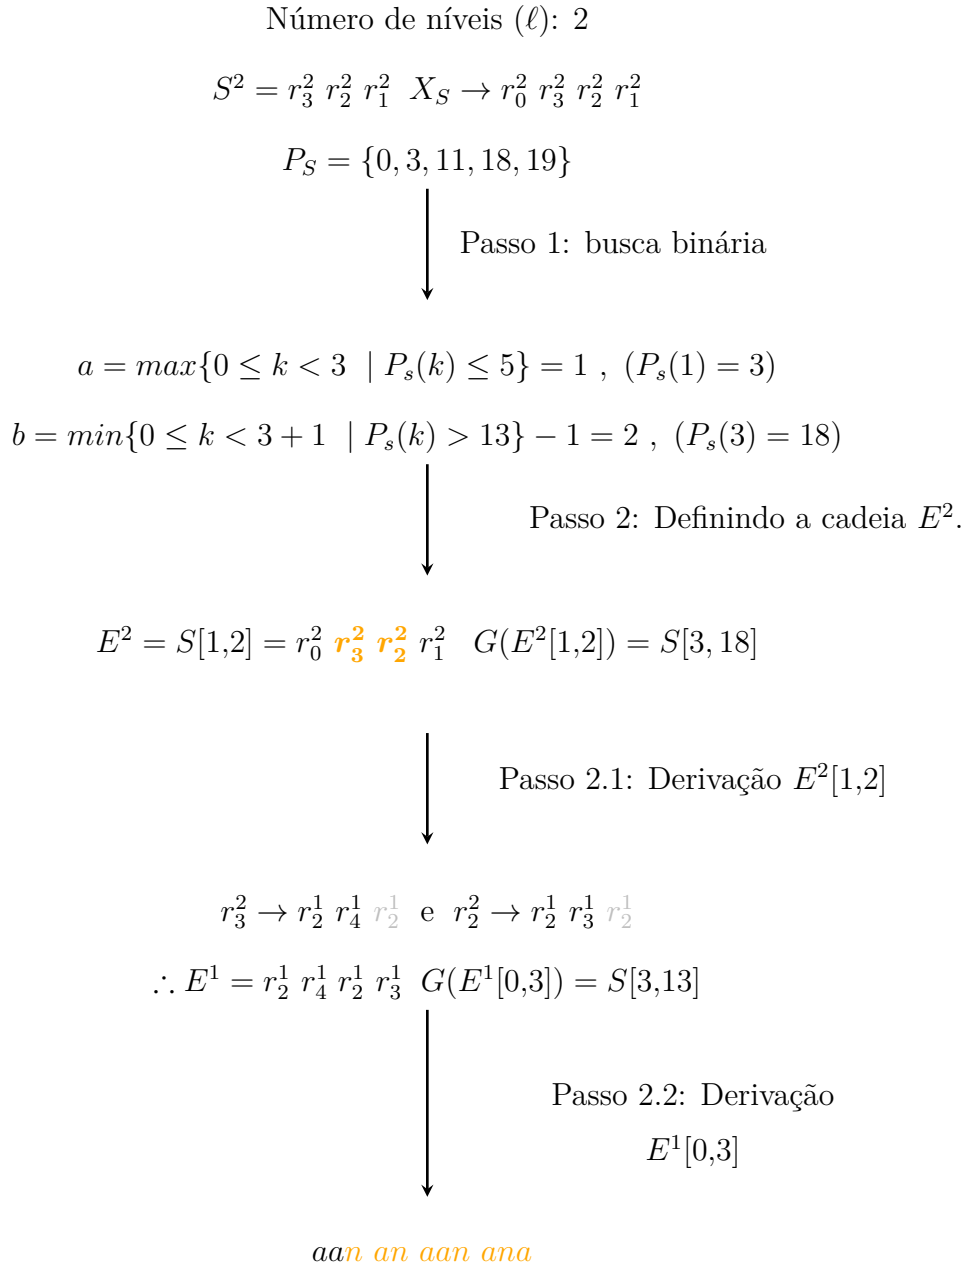 Número de níveis (ℓ): 2
S² = r₃² r₂² r₁² X_S → r₀² r₃² r₂² r₁²
P_S = {0, 3, 11, 18, 19}
Passo 1: busca binária
a = max{0 ≤ k < 3 | P_s(k) ≤ 5} = 1 , (P_s(1) = 3)
b = min{0 ≤ k < 3 + 1 | P_s(k) > 13} − 1 = 2 , (P_s(3) = 18)
Passo 2: Definindo a cadeia E².
E² = S[1,2] = r₀² r₃² r₂² r₁² G(E²[1,2]) = S[3, 18]
Passo 2.1: Derivação E²[1,2]
r₃² → r₂¹ r₄¹ r₂¹ e r₂² → r₂¹ r₃¹ r₂¹
∴ E¹ = r₂¹ r₄¹ r₂¹ r₃¹ G(E¹[0,3]) = S[3,13]
Passo 2.2: Derivação
E¹[0,3]
aan an aan ana